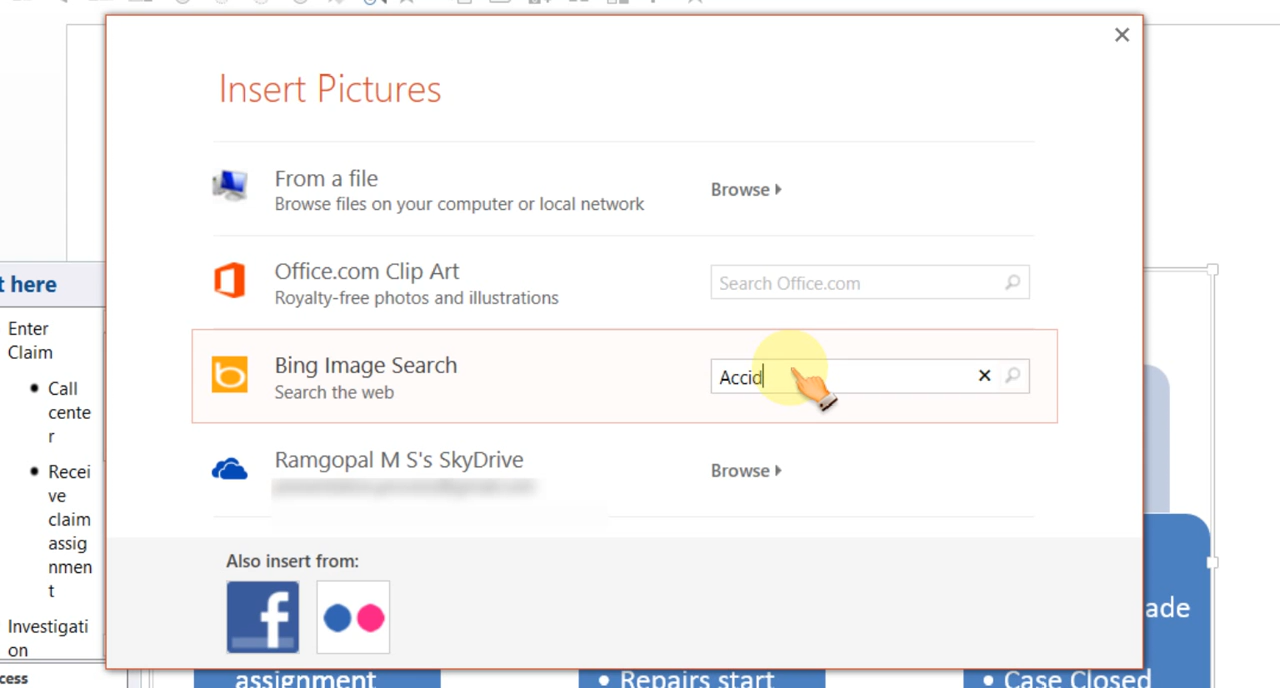 Insert Pictures
From a file
Browse files on your computer or local network
Browse
Office.com Clip Art
Royalty-free photos and illustrations
Search Office.com
Bing Image Search
Search the web
Accid
Ramgopal M S's SkyDrive
Browse
Also insert from:
t here
Enter
Claim
• Call
cente
r
• Recei
ve
claim
assig
nmen
t
Investigati
on
cess
ade
assignment
• Repairs start
• Case Closed